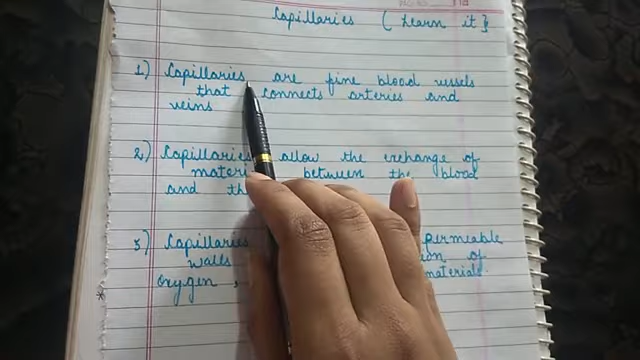 Capillaries ( Learn it }
1) Capillaries are fine blood vessels
that connects arteries and
veins
2) Capillaries allow the exchange of
between the blood
and
3) Capillaries permeable
walls of
oxygen , materials.